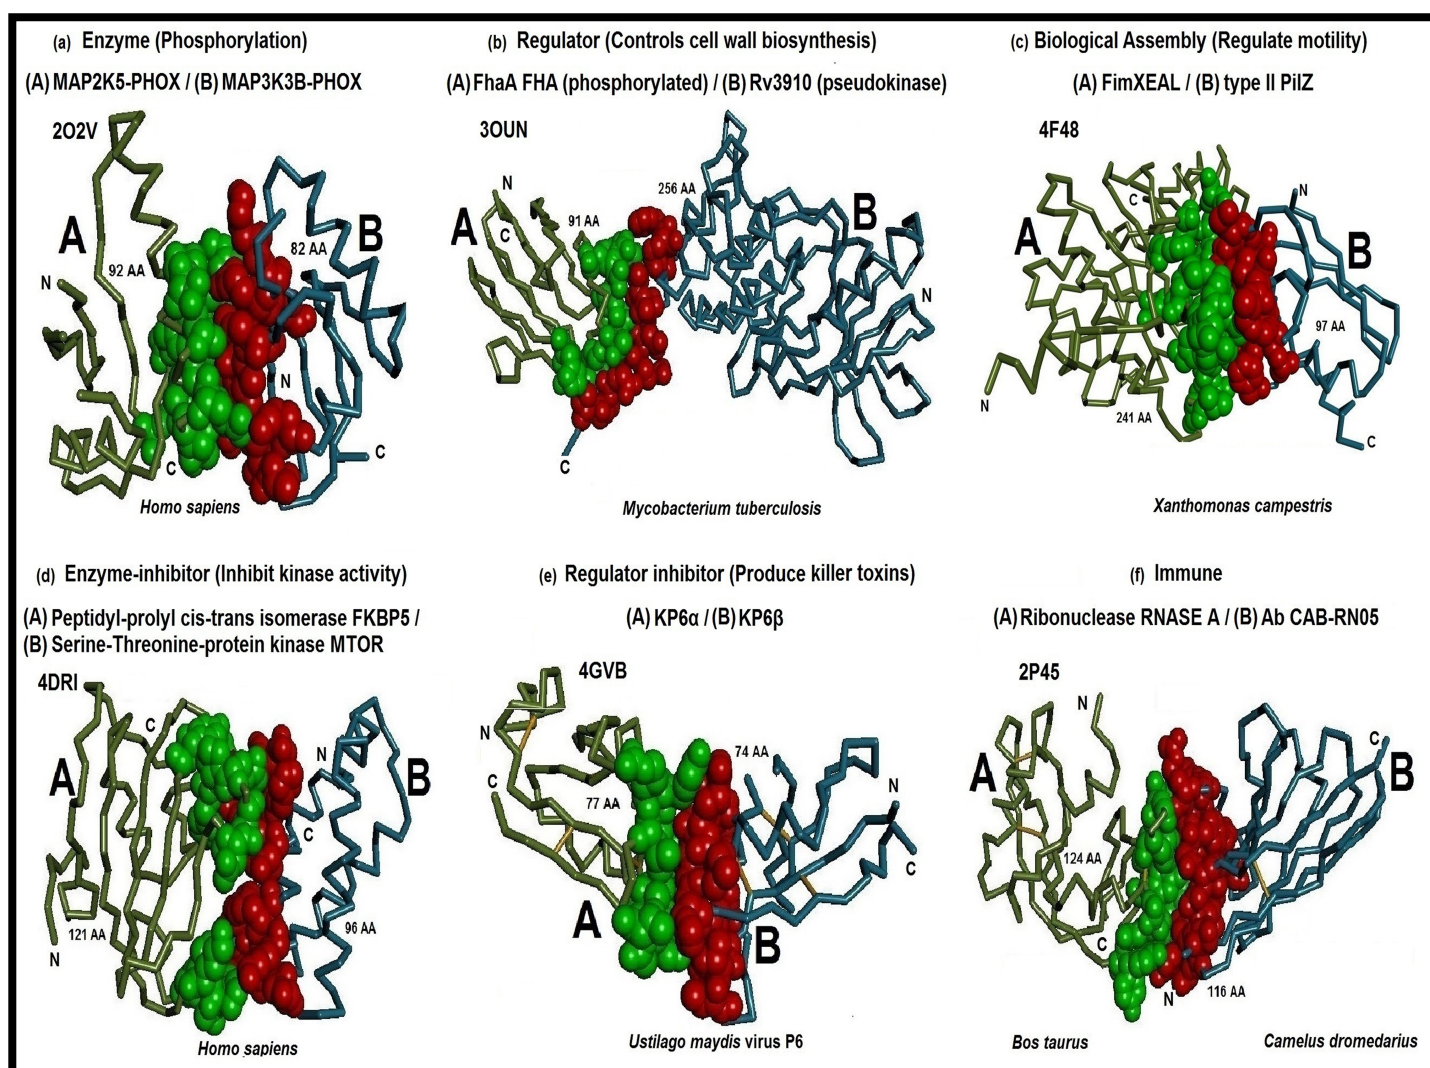 (a) Enzyme (Phosphorylation)
(A) MAP2K5-PHOX / (B) MAP3K3B-PHOX
2O2V
A
B
82 AA
92 AA
N
N
C
C
Homo sapiens
(b) Regulator (Controls cell wall biosynthesis)
(A) FhaA FHA (phosphorylated) / (B) Rv3910 (pseudokinase)
3OUN
N
256 AA
A
C
91 AA
B
N
C
Mycobacterium tuberculosis
(c) Biological Assembly (Regulate motility)
(A) FimXEAL / (B) type II PilZ
4F48
C
N
A
B
97 AA
N
241 AA
C
Xanthomonas campestris
(d) Enzyme-inhibitor (Inhibit kinase activity)
(A) Peptidyl-prolyl cis-trans isomerase FKBP5 /
(B) Serine-Threonine-protein kinase MTOR
4DRI
C
N
A
B
C
121 AA
96 AA
N
Homo sapiens
(e) Regulator inhibitor (Produce killer toxins)
(A) KP6α / (B) KP6β
4GVB
N
74 AA
C
77 AA
N
C
A
B
Ustilago maydis virus P6
(f) Immune
(A) Ribonuclease RNASE A / (B) Ab CAB-RN05
2P45
N
C
A
B
124 AA
C
N
116 AA
Bos taurus
Camelus dromedarius